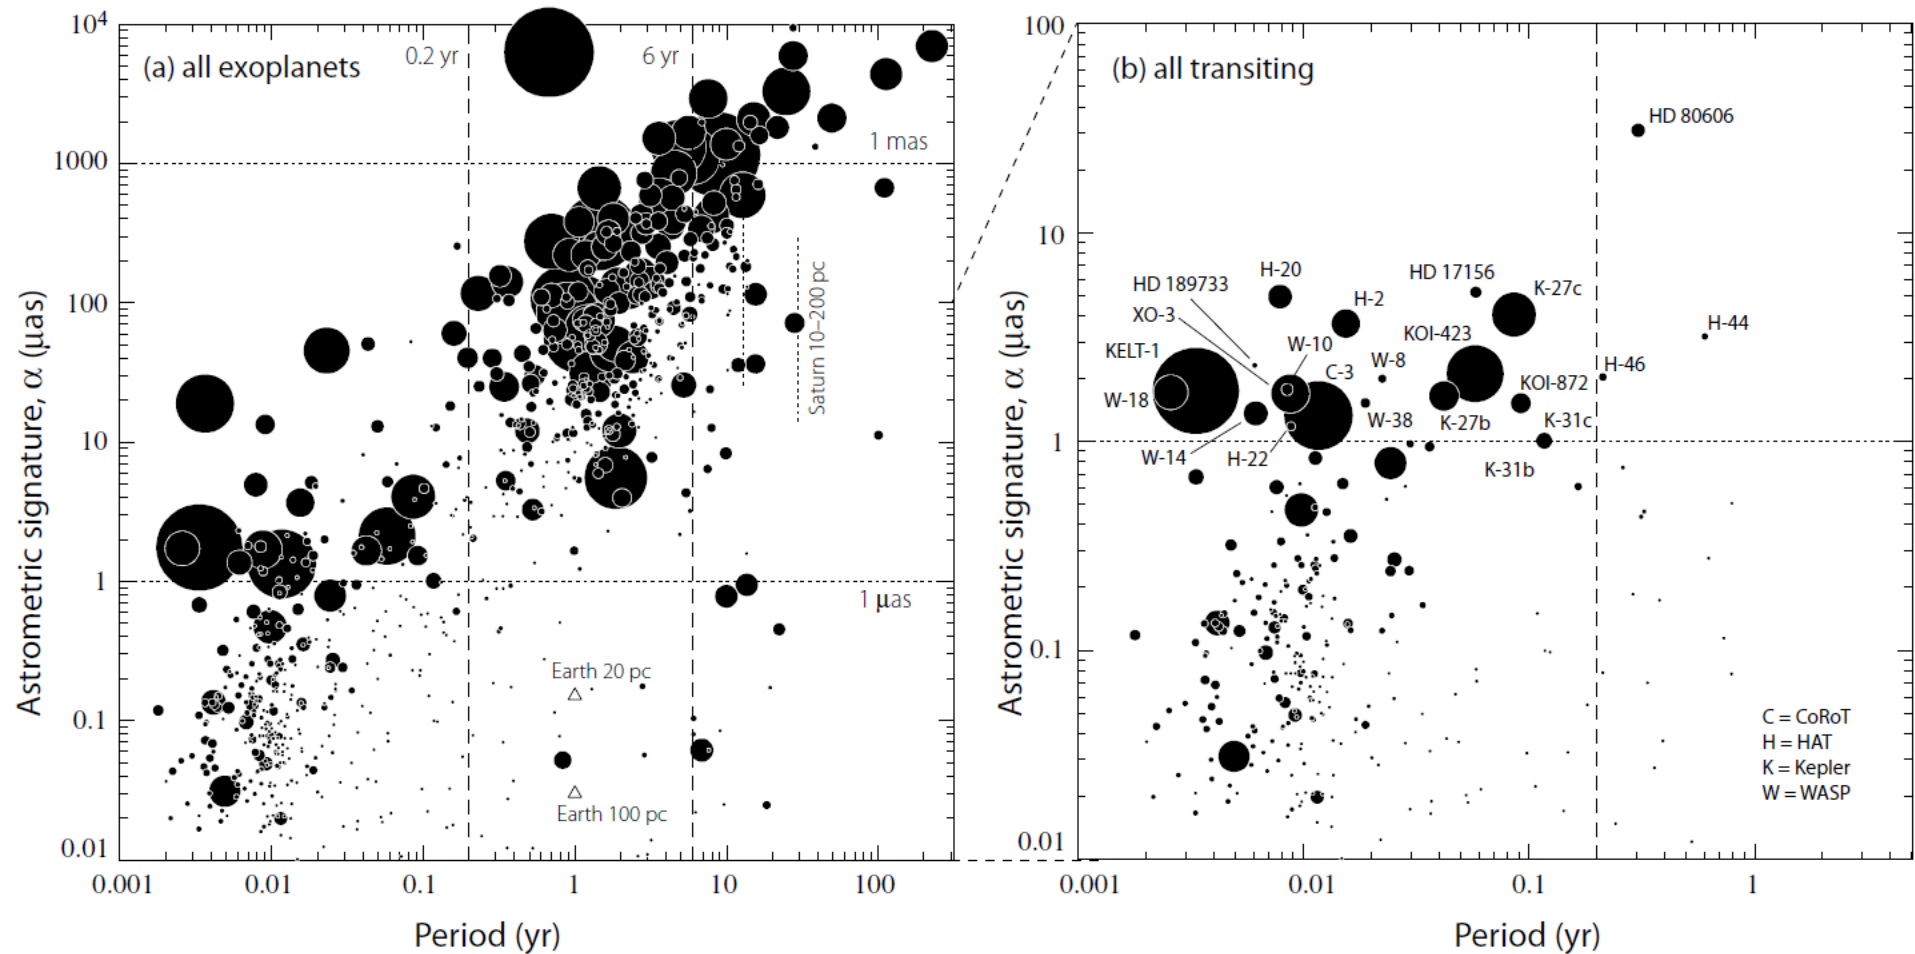 (a) all exoplanets
0.2 yr
6 yr
1 mas
Saturn 10–200 pc
1 μas
Earth 20 pc
Earth 100 pc
10⁴
1000
100
10
1
0.1
0.01
Astrometric signature, α (μas)
0.001
0.01
0.1
1
10
100
Period (yr)
(b) all transiting
HD 80606
H-20
HD 17156
K-27c
HD 189733
H-2
XO-3
KOI-423
H-44
KELT-1
W-10
W-8
H-46
C-3
KOI-872
W-18
W-38
K-27b
K-31c
W-14
H-22
K-31b
C = CoRoT
H = HAT
K = Kepler
W = WASP
100
10
1
0.1
0.01
Astrometric signature, α (μas)
0.001
0.01
0.1
1
Period (yr)